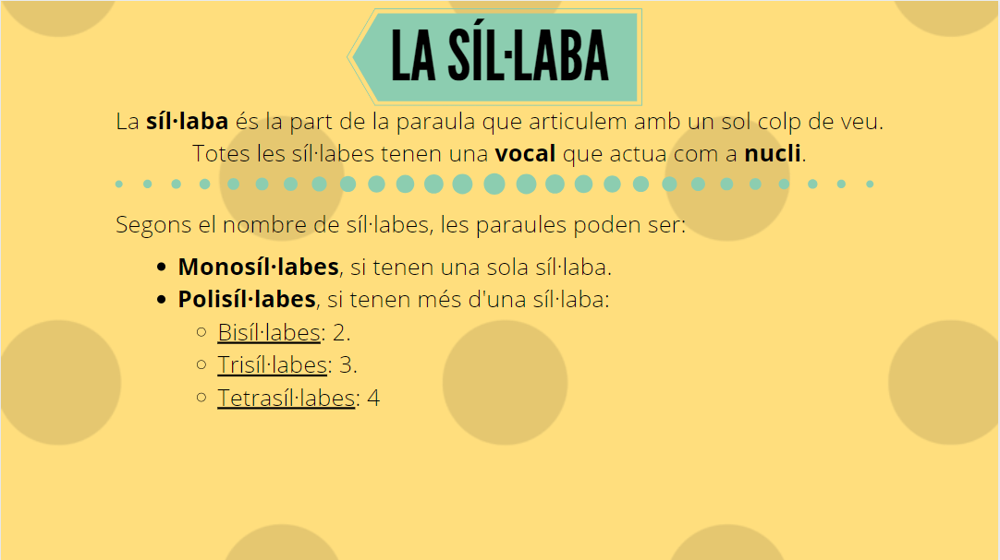 LA SÍL·LABA
La síl·laba és la part de la paraula que articulem amb un sol colp de veu.
Totes les síl·labes tenen una vocal que actua com a nucli.
Segons el nombre de síl·labes, les paraules poden ser:
• Monosíl·labes, si tenen una sola síl·laba.
• Polisíl·labes, si tenen més d'una síl·laba:
○ Bisíl·labes: 2.
○ Trisíl·labes: 3.
○ Tetrasíl·labes: 4